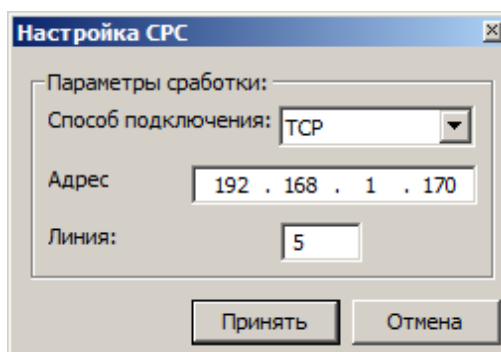 Настройка СРС
Параметры сработки:
Способ подключения: TCP
Адрес 192 . 168 . 1 . 170
Линия: 5
Принять Отмена